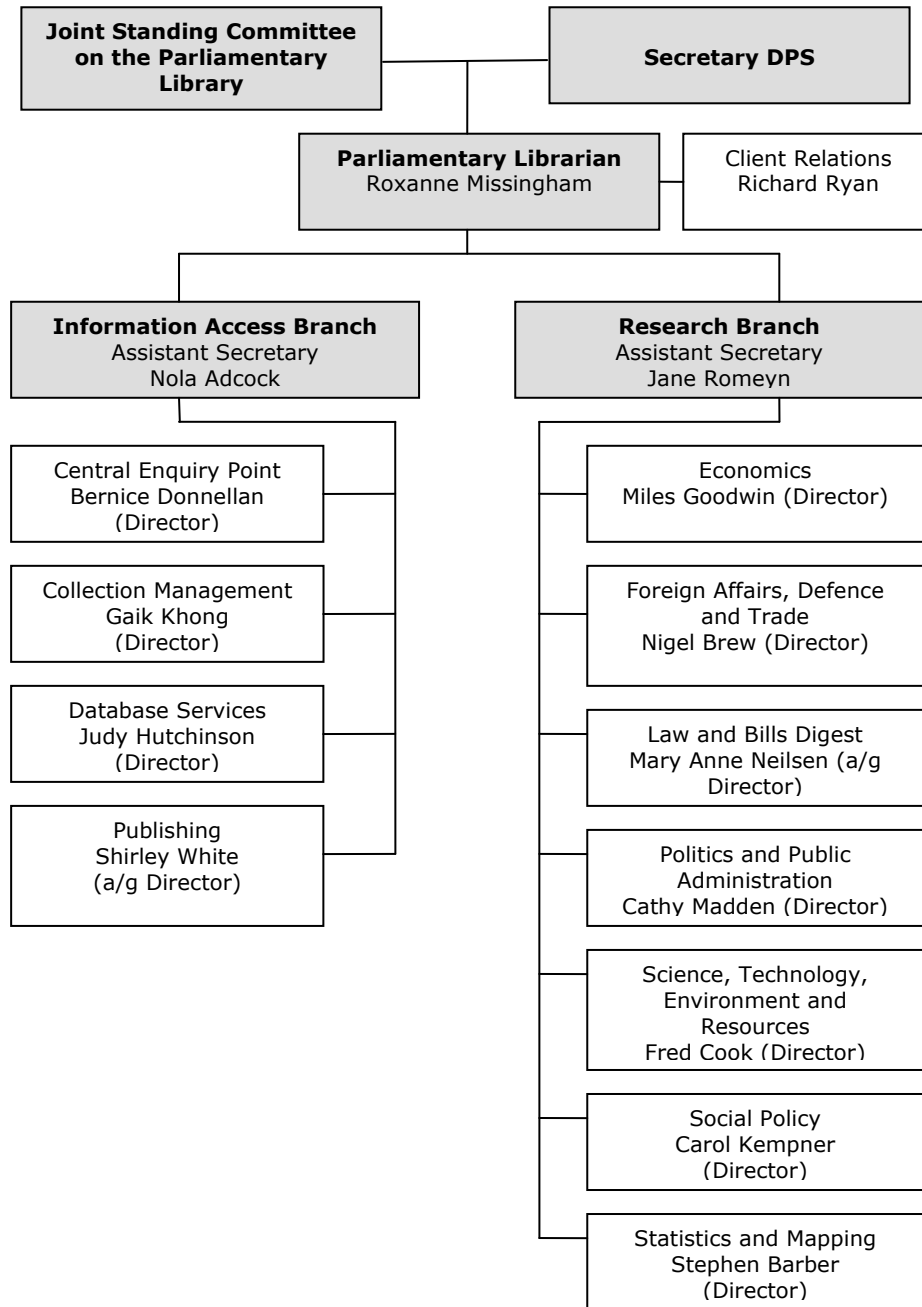 Joint Standing Committee
on the Parliamentary
Library
Secretary DPS
Parliamentary Librarian
Roxanne Missingham
Client Relations
Richard Ryan
Information Access Branch
Assistant Secretary
Nola Adcock
Research Branch
Assistant Secretary
Jane Romeyn
Central Enquiry Point
Bernice Donnellan
(Director)
Collection Management
Gaik Khong
(Director)
Database Services
Judy Hutchinson
(Director)
Publishing
Shirley White
(a/g Director)
Economics
Miles Goodwin (Director)
Foreign Affairs, Defence
and Trade
Nigel Brew (Director)
Law and Bills Digest
Mary Anne Neilsen (a/g
Director)
Politics and Public
Administration
Cathy Madden (Director)
Science, Technology,
Environment and
Resources
Fred Cook (Director)
Social Policy
Carol Kempner
(Director)
Statistics and Mapping
Stephen Barber
(Director)